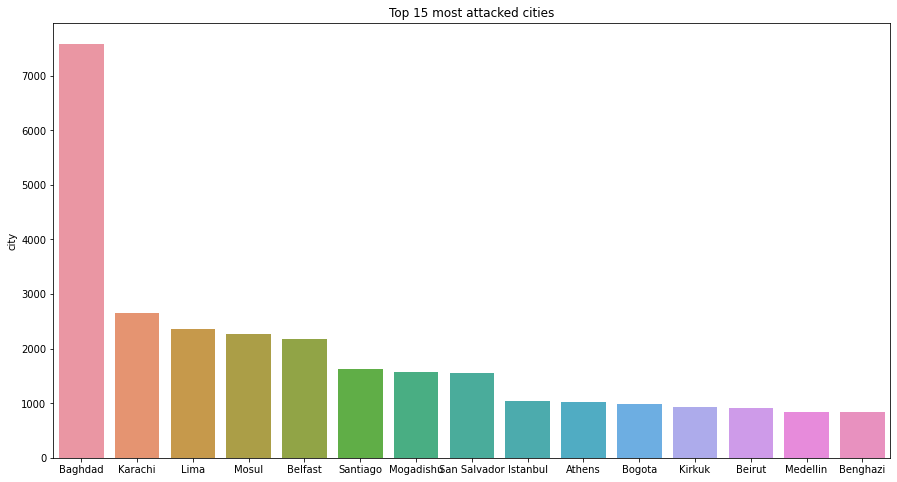 Top 15 most attacked cities
7000
6000
5000
4000
3000
2000
1000
0
city
Baghdad Karachi Lima Mosul Belfast Santiago Mogadishu San Salvador Istanbul Athens Bogota Kirkuk Beirut Medellin Benghazi